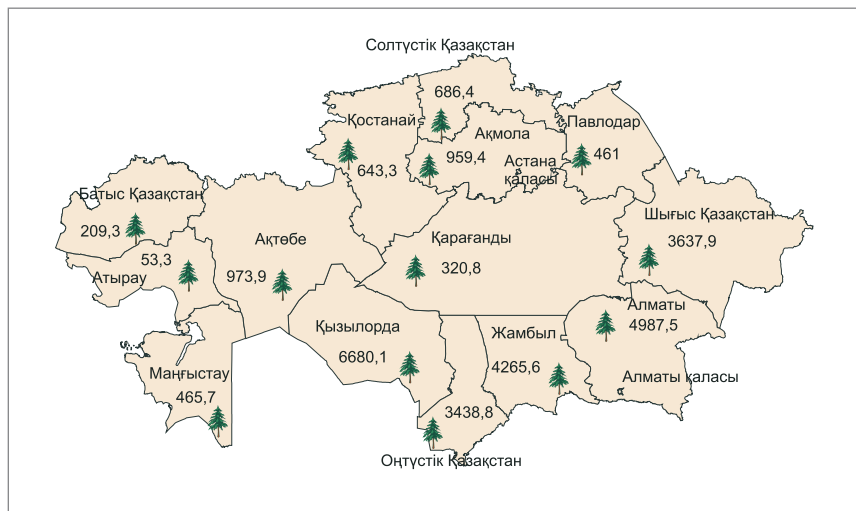 Солтүстік Қазақстан
686,4
Қостанай
643,3
Ақмола
959,4
Астана
қаласы
Павлодар
461
Батыс Қазақстан
209,3
Ақтөбе
973,9
53,3
Атырау
Қарағанды
320,8
Шығыс Қазақстан
3637,9
Маңғыстау
465,7
Қызылорда
6680,1
Жамбыл
4265,6
Алматы
4987,5
Алматы қаласы
3438,8
Оңтүстік Қазақстан